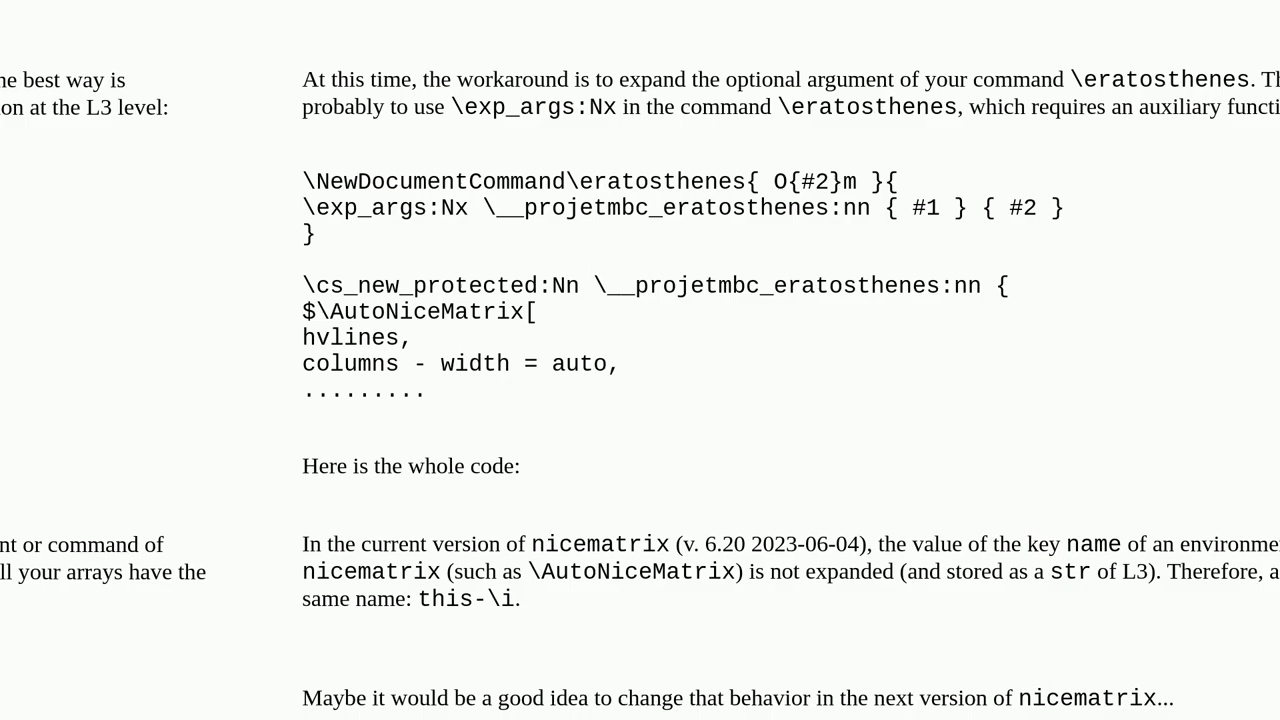 he best way is
on at the L3 level:
At this time, the workaround is to expand the optional argument of your command \eratosthenes. Th
probably to use \exp_args:Nx in the command \eratosthenes, which requires an auxiliary functi
\NewDocumentCommand\eratosthenes{ O{#2}m }{
\exp_args:Nx \__projetmbc_eratosthenes:nn { #1 } { #2 }
}
\cs_new_protected:Nn \__projetmbc_eratosthenes:nn {
$\AutoNiceMatrix[
hvlines,
columns - width = auto,
.........
Here is the whole code:
nt or command of
ll your arrays have the
In the current version of nicematrix (v. 6.20 2023-06-04), the value of the key name of an environme
nicematrix (such as \AutoNiceMatrix) is not expanded (and stored as a str of L3). Therefore, a
same name: this-\i.
Maybe it would be a good idea to change that behavior in the next version of nicematrix...